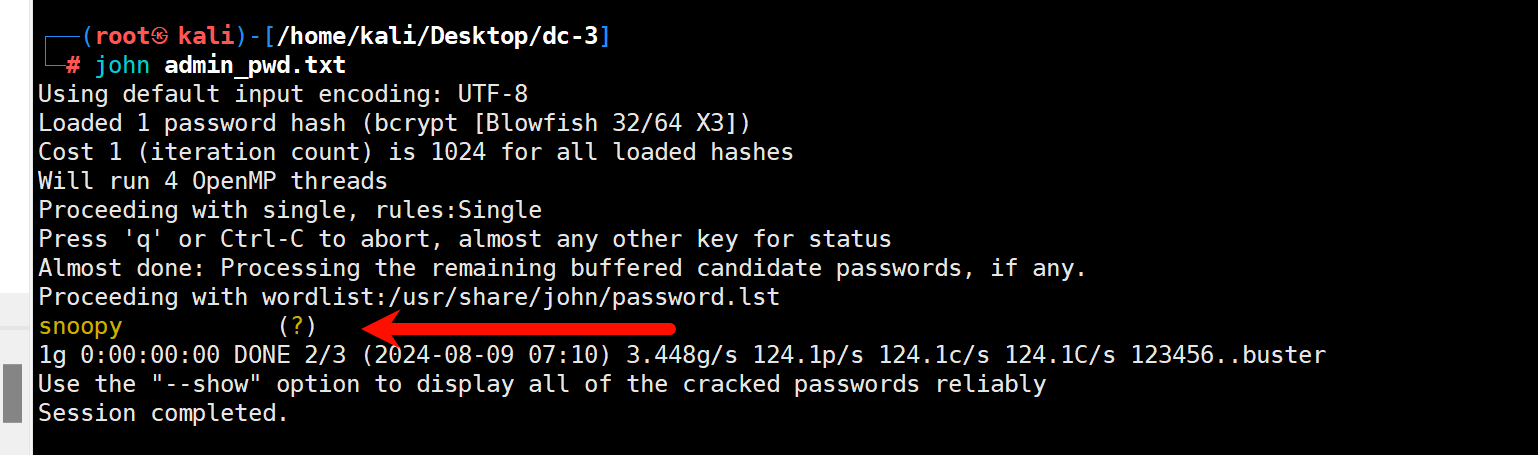 ┌──(root㉿kali)-[/home/kali/Desktop/dc-3]
└─# john admin_pwd.txt
Using default input encoding: UTF-8
Loaded 1 password hash (bcrypt [Blowfish 32/64 X3])
Cost 1 (iteration count) is 1024 for all loaded hashes
Will run 4 OpenMP threads
Proceeding with single, rules:Single
Press 'q' or Ctrl-C to abort, almost any other key for status
Almost done: Processing the remaining buffered candidate passwords, if any.
Proceeding with wordlist:/usr/share/john/password.lst
snoopy           (?)
1g 0:00:00:00 DONE 2/3 (2024-08-09 07:10) 3.448g/s 124.1p/s 124.1c/s 124.1C/s 123456..buster
Use the "--show" option to display all of the cracked passwords reliably
Session completed.